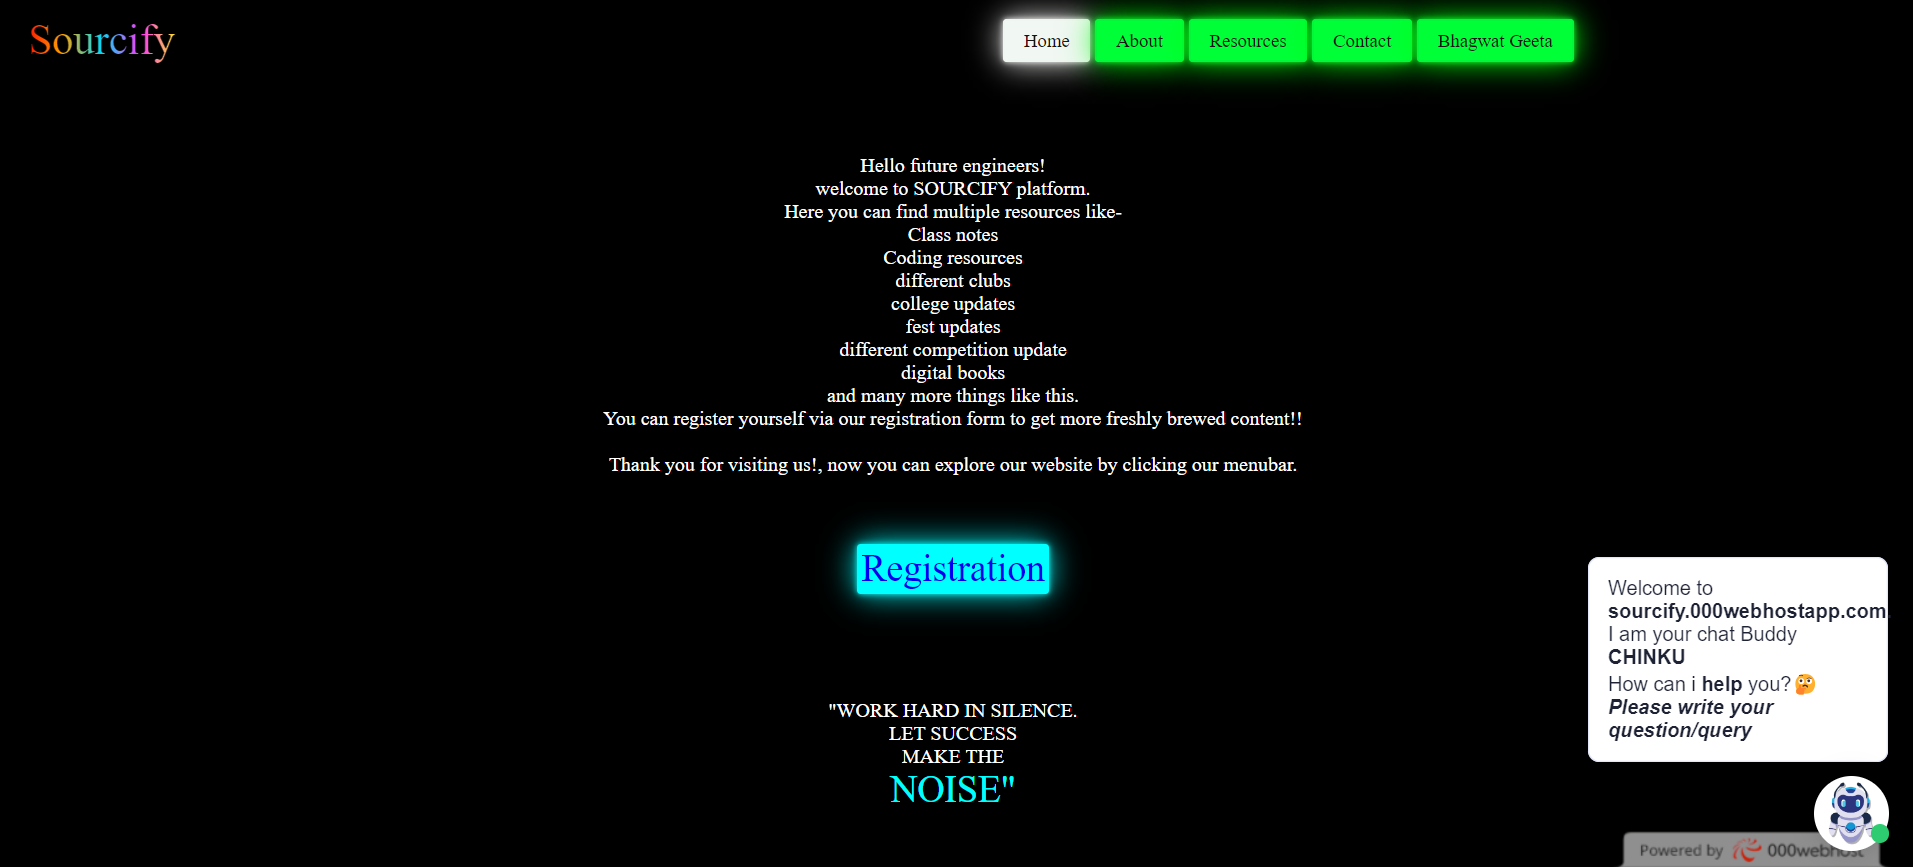 Sourcify
Home About Resources Contact Bhagwat Geeta
Hello future engineers!
welcome to SOURCIFY platform.
Here you can find multiple resources like-
Class notes
Coding resources
different clubs
college updates
fest updates
different competition update
digital books
and many more things like this.
You can register yourself via our registration form to get more freshly brewed content!!
Thank you for visiting us!, now you can explore our website by clicking our menubar.
Registration
"WORK HARD IN SILENCE.
LET SUCCESS
MAKE THE
NOISE"
Welcome to
sourcify.000webhostapp.com.
I am your chat Buddy
CHINKU
How can i help you?🤔
Please write your
question/query
Powered by 000webhost